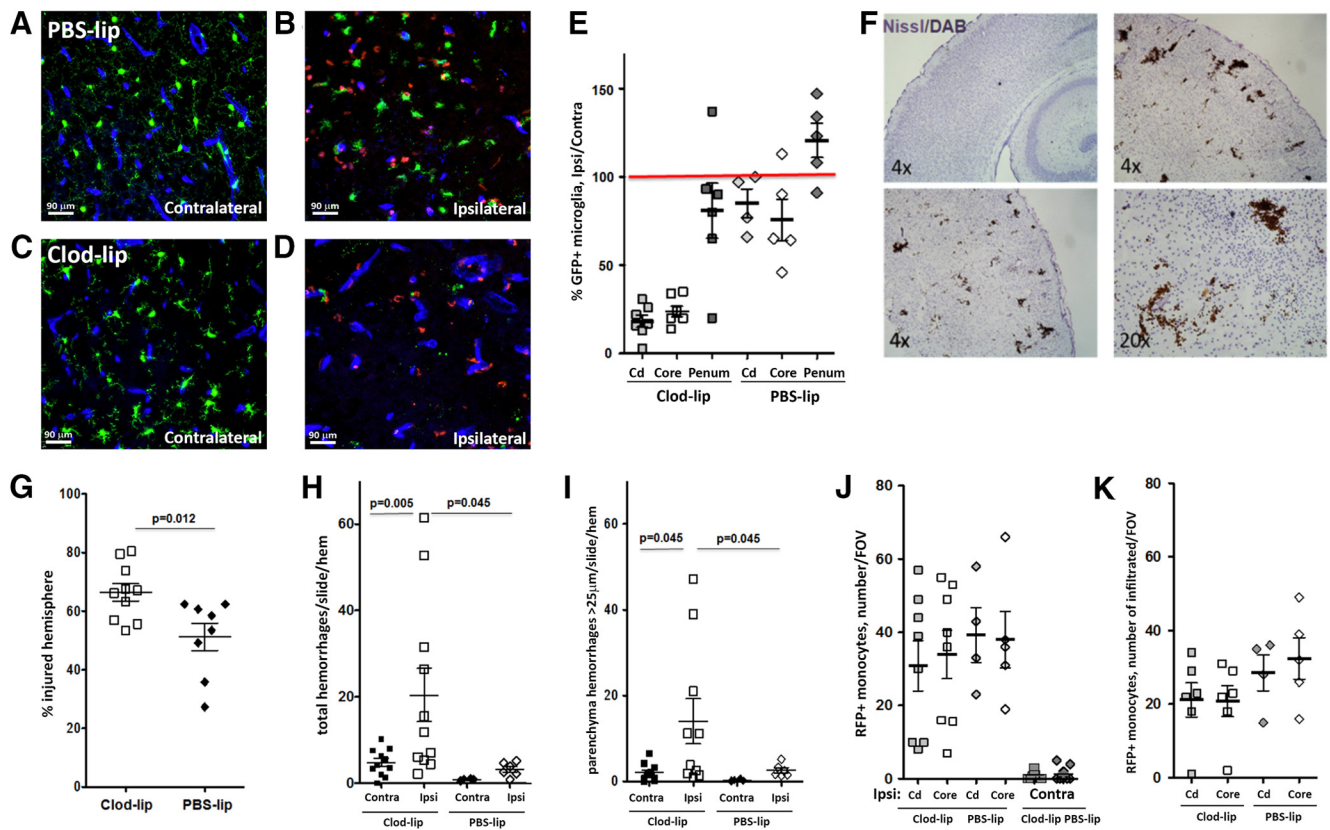 A
PBS-lip
90 µm
Contralateral
B
90 µm
Ipsilateral
C
Clod-lip
90 µm
Contralateral
D
90 µm
Ipsilateral
E
% GFP+ microglia, Ipsi/Contra
150
100
50
0
Cd Core Penum Cd Core Penum
Clod-lip PBS-lip
F
Nissl/DAB
4x
4x
4x
20x
G
% injured hemisphere
100
80
60
40
20
0
p=0.012
Clod-lip PBS-lip
H
total hemorrhages/slide/hem
60
40
20
0
p=0.005 p=0.045
Contra Ipsi Contra Ipsi
Clod-lip PBS-lip
I
parenchyma hemorrhages >25µm/slide/hem
60
40
20
0
p=0.045 p=0.045
Contra Ipsi Contra Ipsi
Clod-lip PBS-lip
J
RFP+ monocytes, number/FOV
80
60
40
20
0
Ipsi: Cd Core Cd Core Contra
Clod-lip PBS-lip Clod-lip PBS-lip
K
RFP+ monocytes, number of infiltrated/FOV
80
60
40
20
0
Cd Core Cd Core
Clod-lip PBS-lip